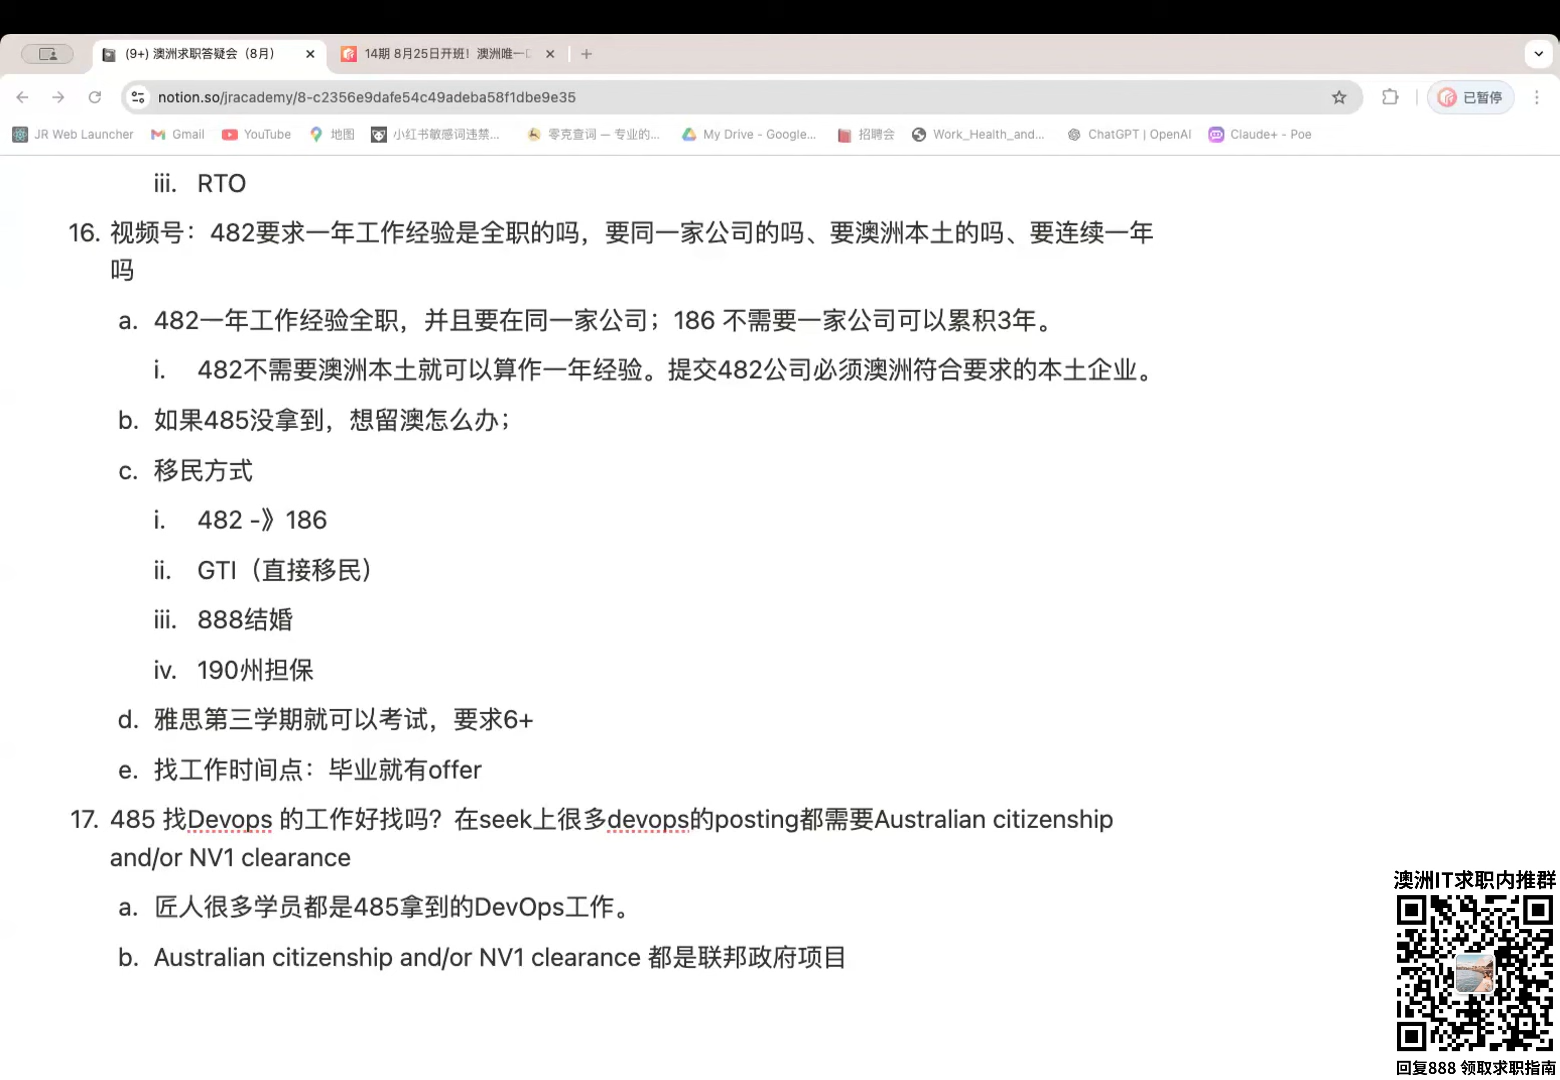 (9+) 澳洲求职答疑会（8月）
14期 8月25日开班！澳洲唯一
notion.so/jracademy/8-c2356e9dafe54c49adeba58f1dbe9e35
已暂停
JR Web Launcher
Gmail
YouTube
地图
小红书敏感词违禁...
零克查词 — 专业的...
My Drive - Google...
招聘会
Work_Health_and...
ChatGPT | OpenAI
Claude+ - Poe
iii. RTO
16. 视频号：482要求一年工作经验是全职的吗，要同一家公司的吗、要澳洲本土的吗、要连续一年
吗
a. 482一年工作经验全职，并且要在同一家公司；186 不需要一家公司可以累积3年。
i. 482不需要澳洲本土就可以算作一年经验。提交482公司必须澳洲符合要求的本土企业。
b. 如果485没拿到，想留澳怎么办；
c. 移民方式
i. 482 -》186
ii. GTI（直接移民）
iii. 888结婚
iv. 190州担保
d. 雅思第三学期就可以考试，要求6+
e. 找工作时间点：毕业就有offer
17. 485 找Devops 的工作好找吗？在seek上很多devops的posting都需要Australian citizenship
and/or NV1 clearance
a. 匠人很多学员都是485拿到的DevOps工作。
b. Australian citizenship and/or NV1 clearance 都是联邦政府项目
澳洲IT求职内推群
回复888 领取求职指南